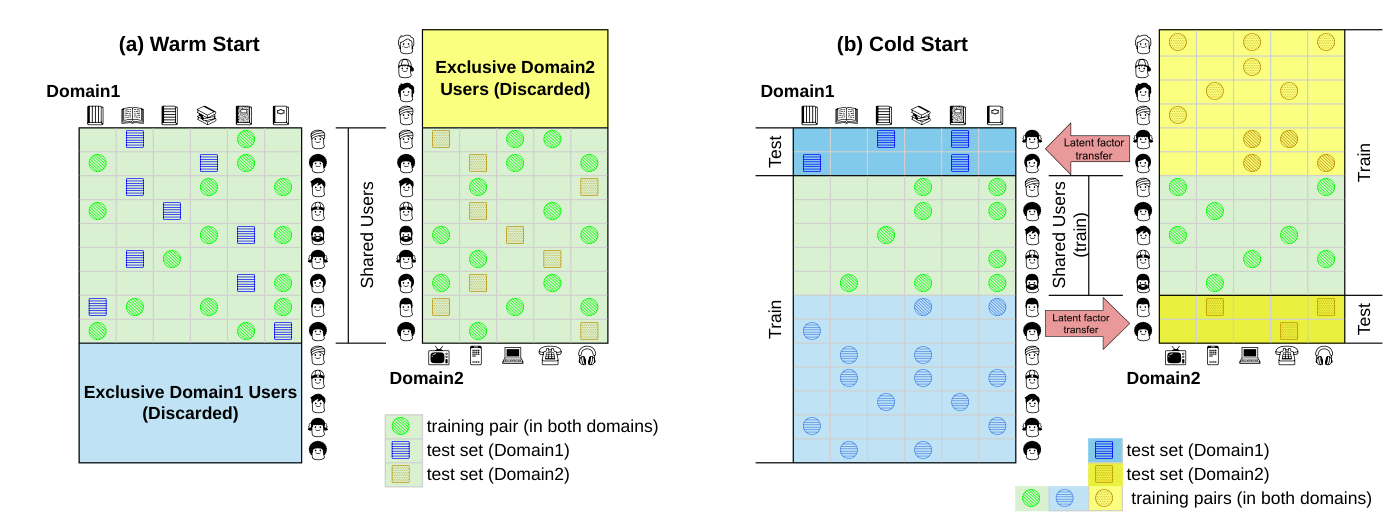 (a) Warm Start
Domain1
Exclusive Domain2
Users (Discarded)
Shared Users
Exclusive Domain1 Users
(Discarded)
Domain2
training pair (in both domains)
test set (Domain1)
test set (Domain2)
(b) Cold Start
Domain1
Test
Train
Latent factor
transfer
Shared Users
(train)
Latent factor
transfer
Train
Test
Domain2
test set (Domain1)
test set (Domain2)
training pairs (in both domains)